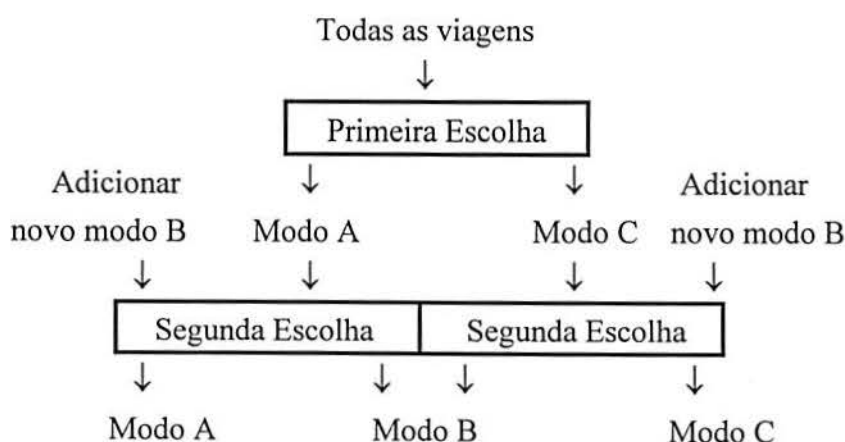 Todas as viagens
↓
Primeira Escolha
↓ ↓
Adicionar Adicionar
novo modo B Modo A Modo C novo modo B
↓ ↓ ↓ ↓
Segunda Escolha Segunda Escolha
↓ ↓ ↓ ↓
Modo A Modo B Modo C